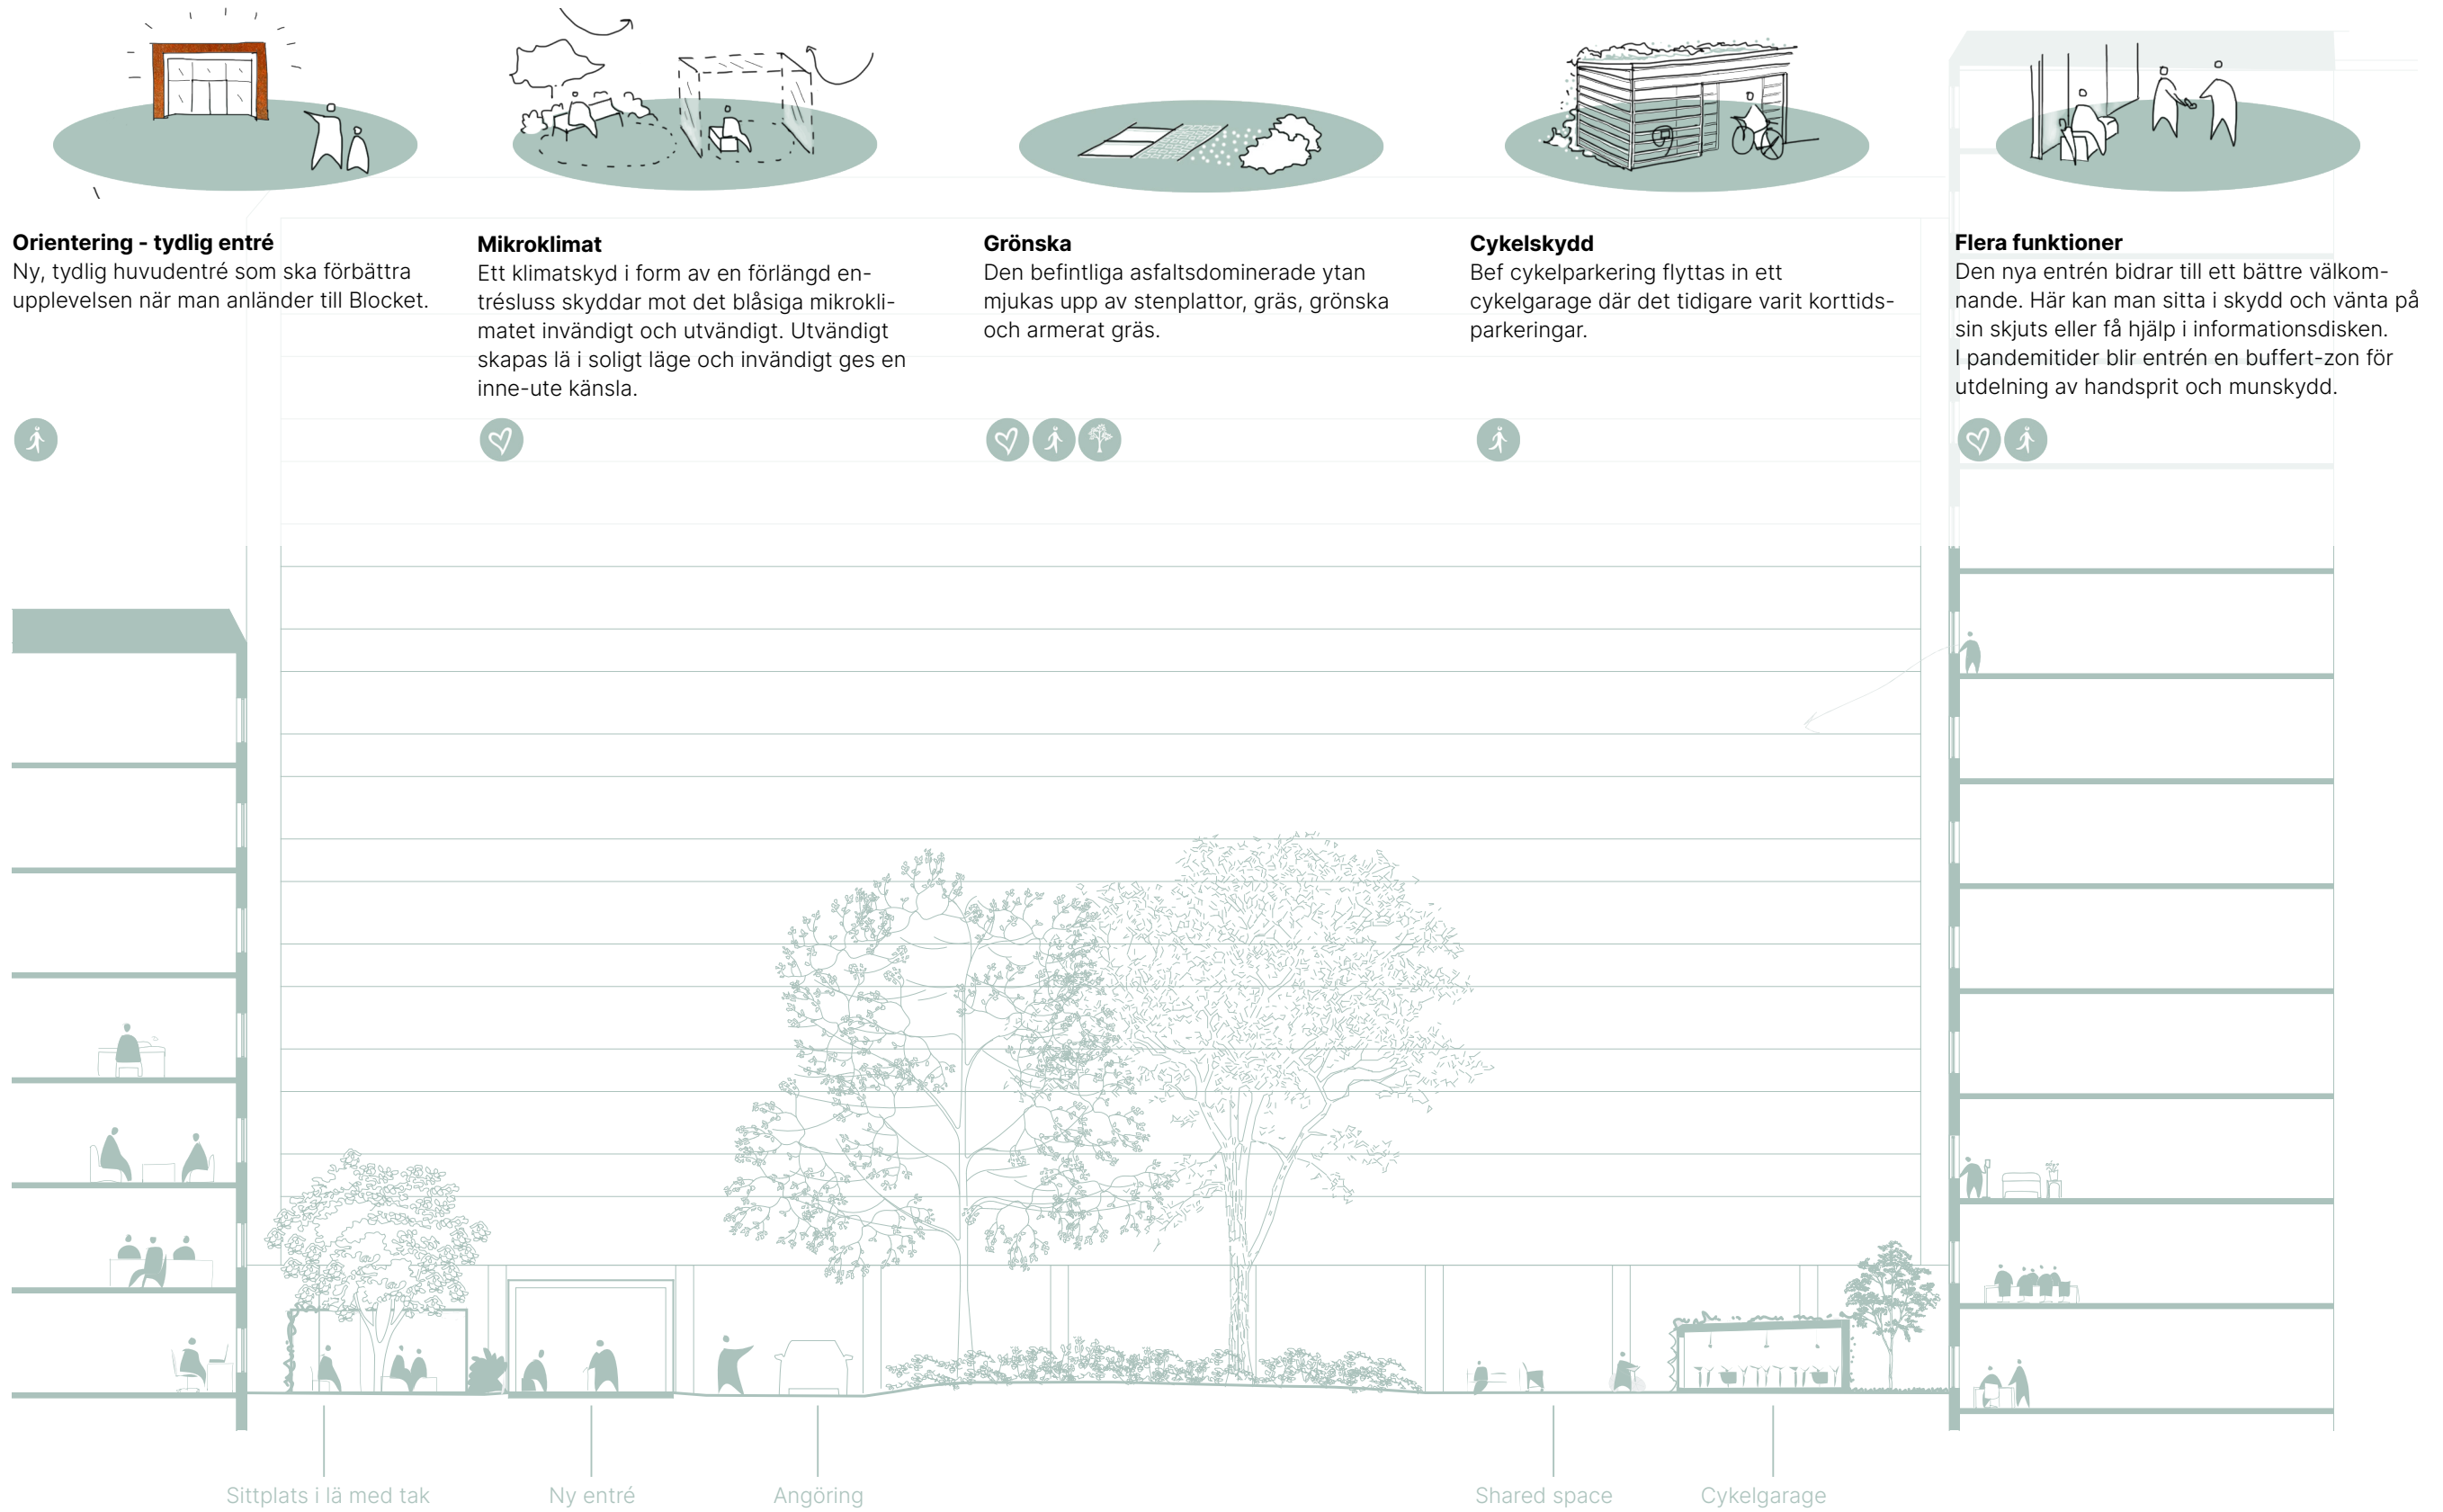 Orientering - tydlig entré
Ny, tydlig huvudentré som ska förbättra
upplevelsen när man anländer till Blocket.
Mikroklimat
Ett klimatskyd i form av en förlängd en-
trésluss skyddar mot det blåsiga mikrokli-
matet invändigt och utvändigt. Utvändigt
skapas lä i soligt läge och invändigt ges en
inne-ute känsla.
Grönska
Den befintliga asfaltsdominerade ytan
mjukas upp av stenplattor, gräs, grönska
och armerat gräs.
Cykelskydd
Bef cykelparkering flyttas in ett
cykelgarage där det tidigare varit korttids-
parkeringar.
Flera funktioner
Den nya entrén bidrar till ett bättre välkom-
nande. Här kan man sitta i skydd och vänta på
sin skjuts eller få hjälp i informationsdisken.
I pandemitider blir entrén en buffert-zon för
utdelning av handsprit och munskydd.
Sittplats i lä med tak
Ny entré
Angöring
Shared space
Cykelgarage